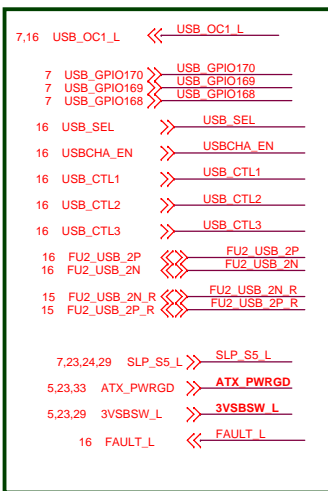 7,16 USB_OC1_L USB_OC1_L
7 USB_GPIO170 USB_GPIO170
7 USB_GPIO169 USB_GPIO169
7 USB_GPIO168 USB_GPIO168
16 USB_SEL USB_SEL
16 USBCHA_EN USBCHA_EN
16 USB_CTL1 USB_CTL1
16 USB_CTL2 USB_CTL2
16 USB_CTL3 USB_CTL3
16 FU2_USB_2P FU2_USB_2P
16 FU2_USB_2N FU2_USB_2N
15 FU2_USB_2N_R FU2_USB_2N_R
15 FU2_USB_2P_R FU2_USB_2P_R
7,23,24,29 SLP_S5_L SLP_S5_L
5,23,33 ATX_PWRGD ATX_PWRGD
5,23,29 3VSBSW_L 3VSBSW_L
16 FAULT_L FAULT_L